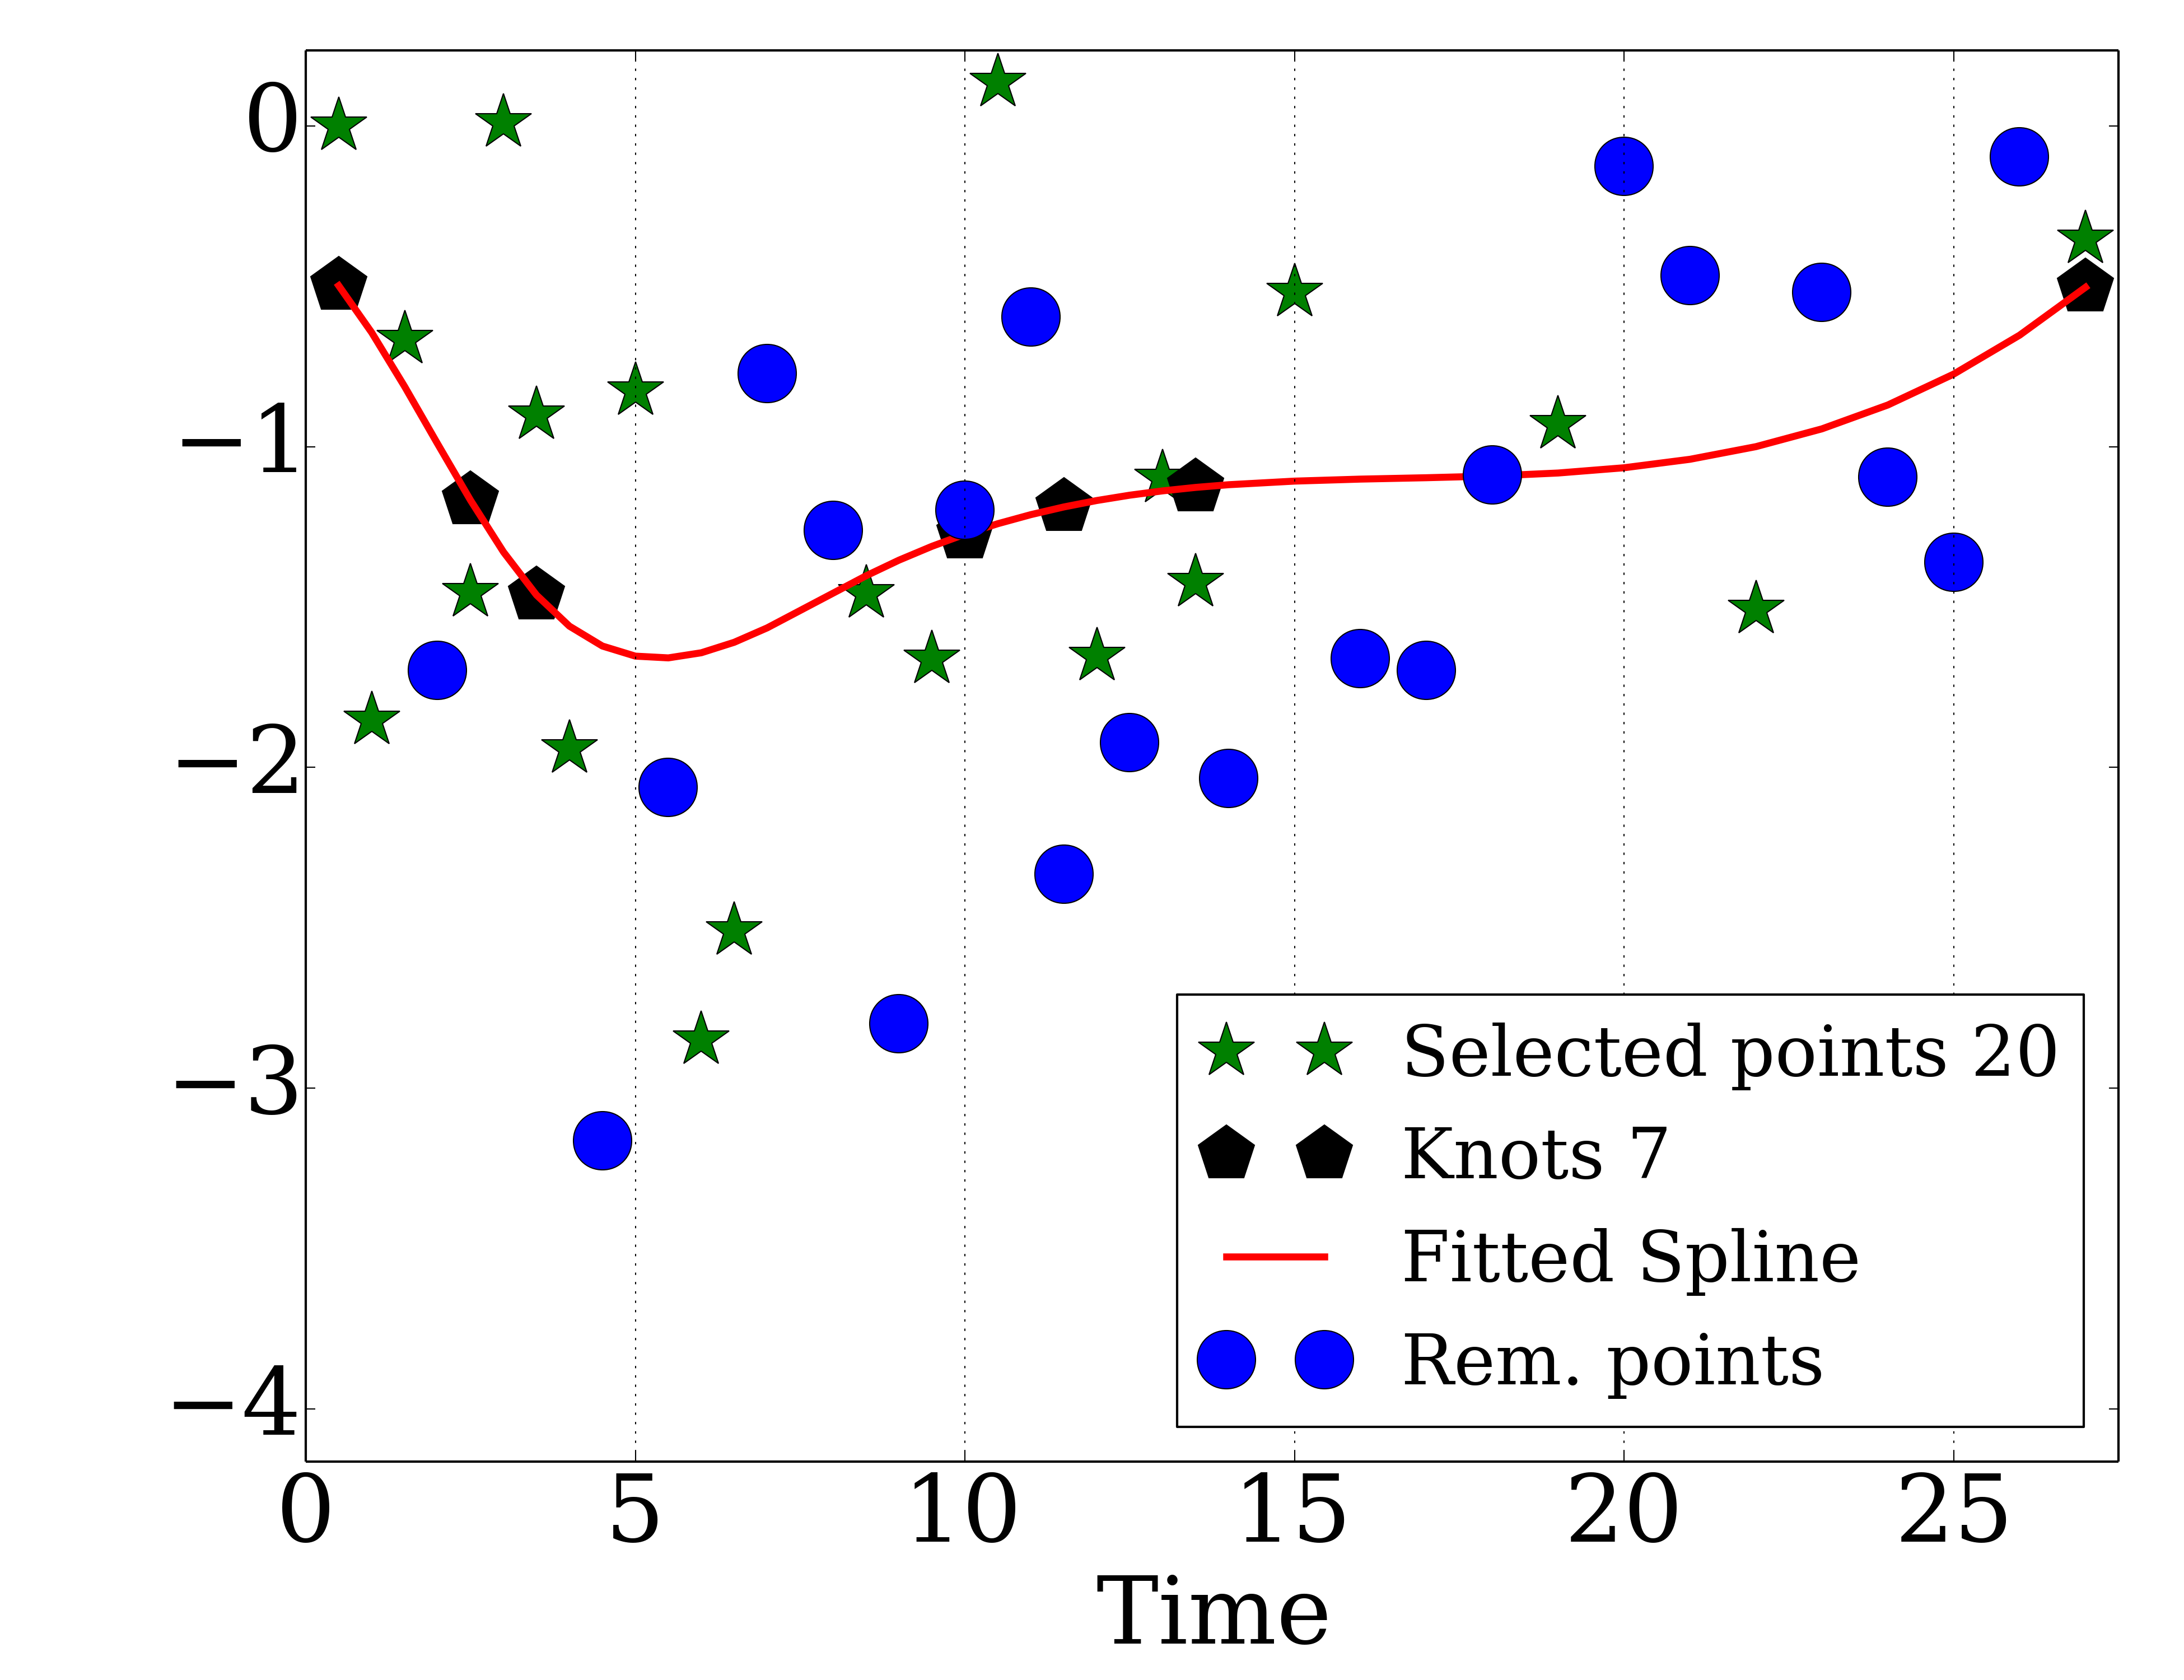 0
−1
−2
−3
−4
Selected points 20
Knots 7
Fitted Spline
Rem. points
0 5 10 15 20 25
Time